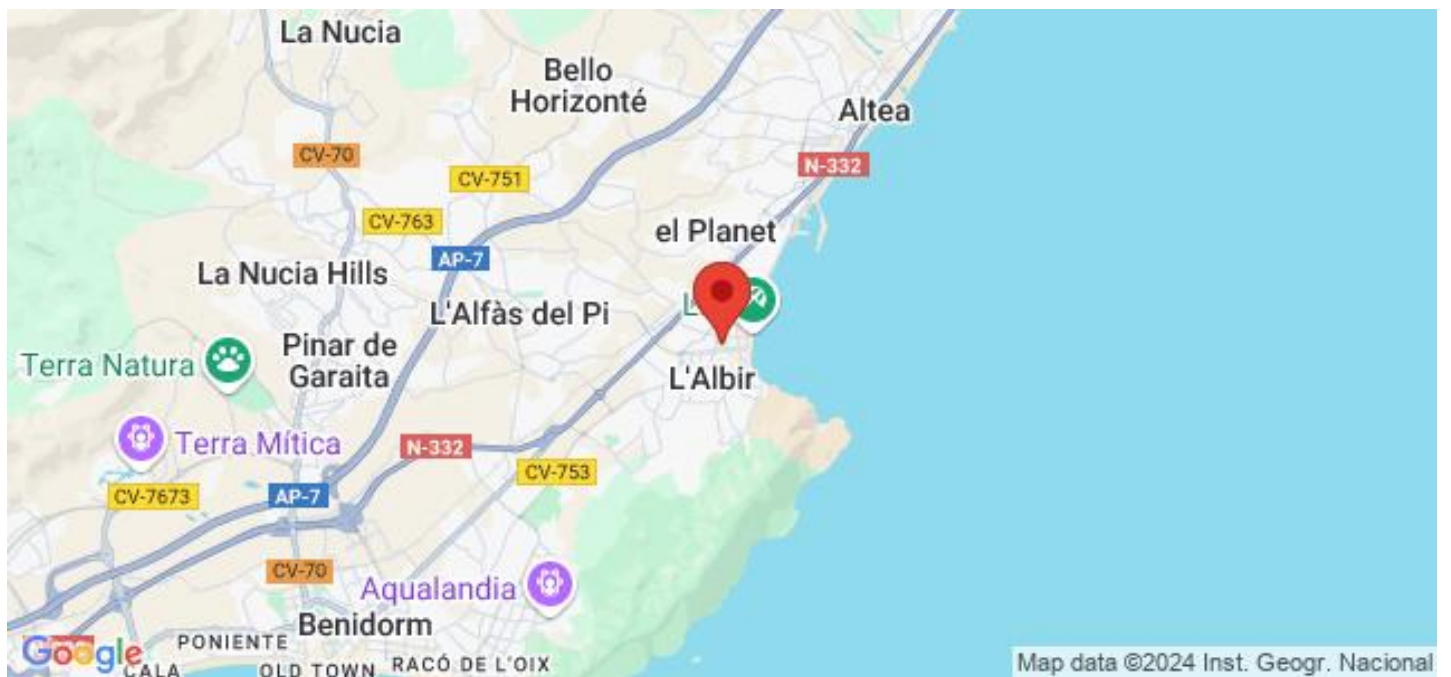 La Nucia
Bello
Horizonté
Altea
CV-70
N-332
CV-751
CV-763
el Planet
AP-7
La Nucia Hills
L'Alfàs del Pi
Pinar de
Garaita
Terra Natura
L'Albir
Terra Mítica
N-332
CV-753
CV-7673
AP-7
CV-70
Aqualandia
Benidorm
PONIENTE
Google
CALA
OLD TOWN
RACÓ DE L'OIX
Map data ©2024 Inst. Geogr. Nacional